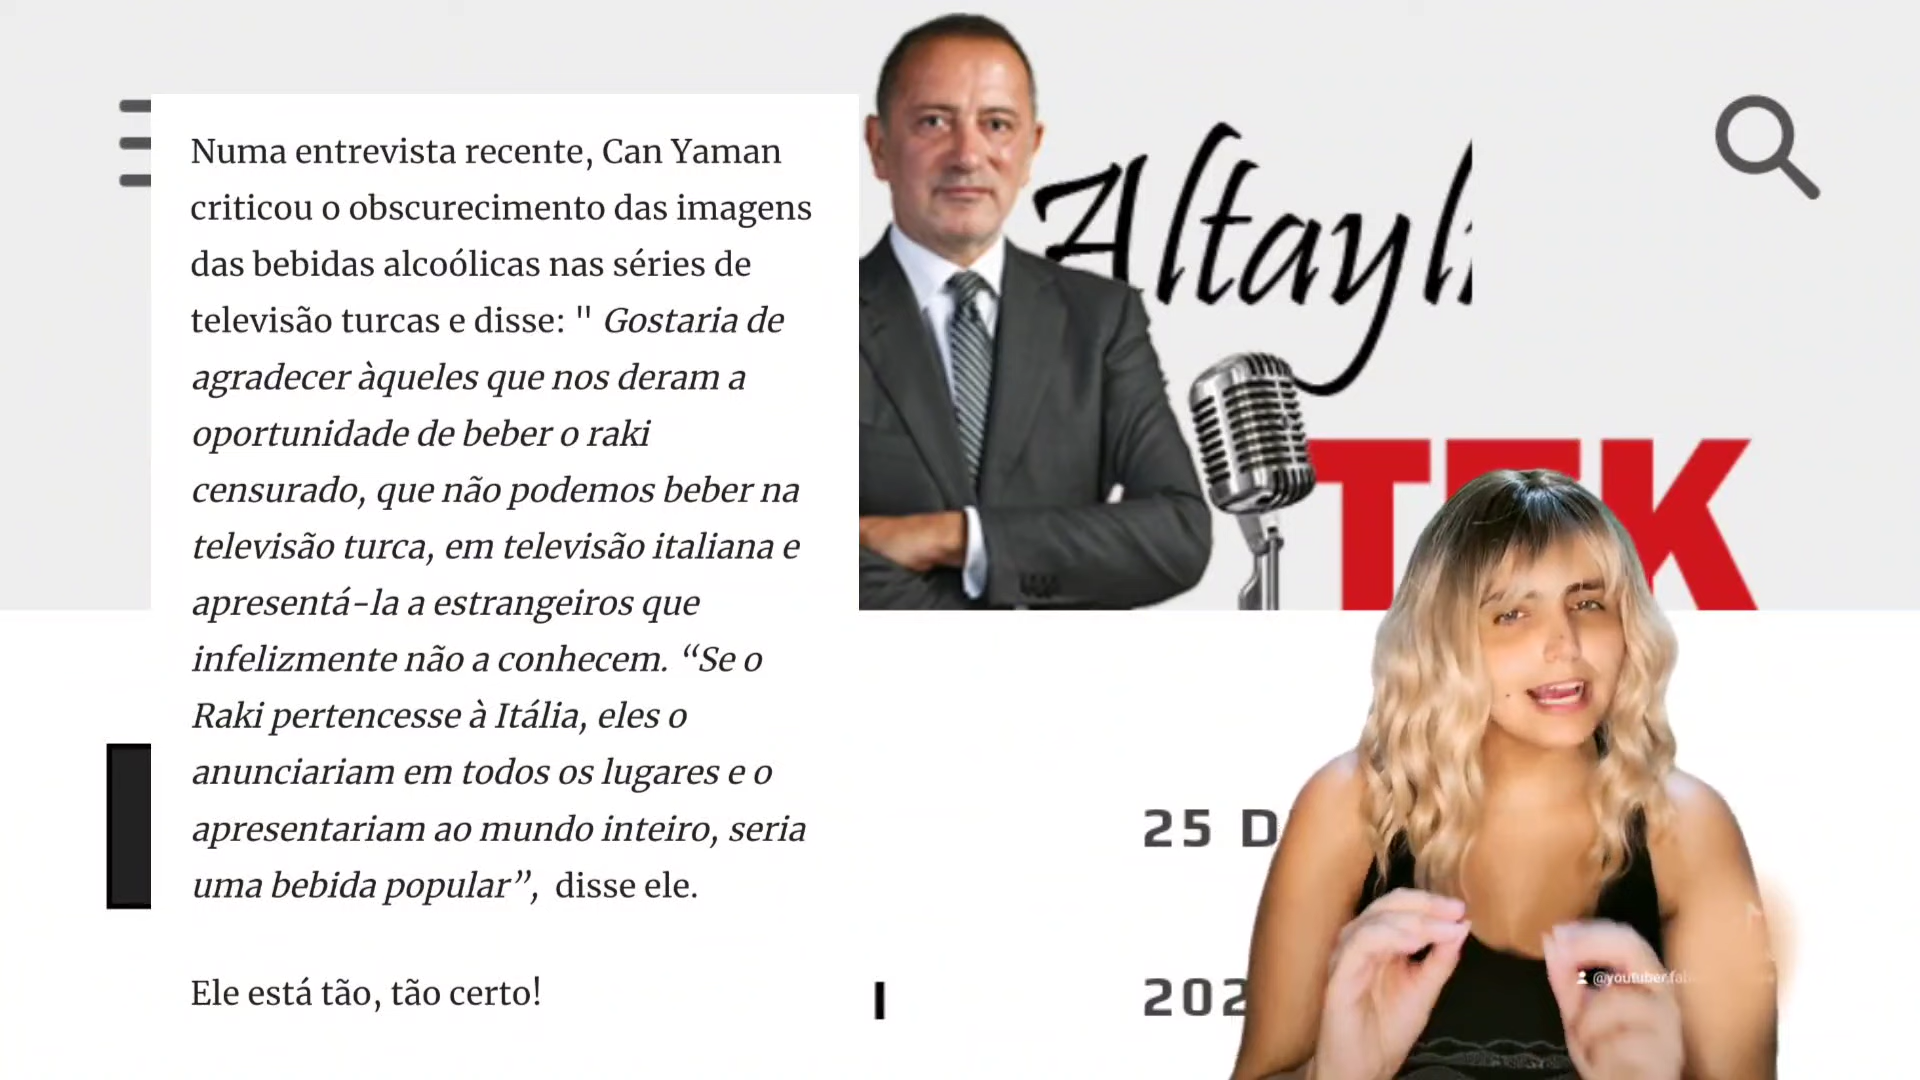 Numa entrevista recente, Can Yaman
criticou o obscurecimento das imagens
das bebidas alcoólicas nas séries de
televisão turcas e disse: " Gostaria de
agradecer àqueles que nos deram a
oportunidade de beber o raki
censurado, que não podemos beber na
televisão turca, em televisão italiana e
apresentá-la a estrangeiros que
infelizmente não a conhecem. “Se o
Raki pertencesse à Itália, eles o
anunciariam em todos os lugares e o
apresentariam ao mundo inteiro, seria
uma bebida popular”, disse ele.
Ele está tão, tão certo!
Altaylı
TEK
25 D
202